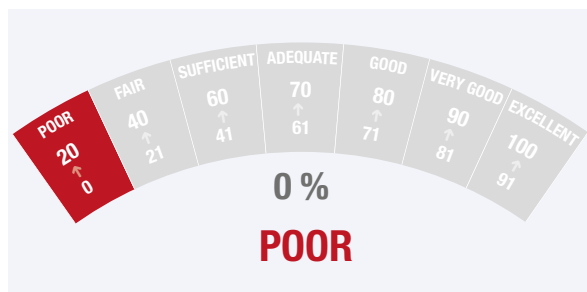 POOR
20
0
FAIR
40
21
SUFFICIENT
60
41
ADEQUATE
70
61
GOOD
80
71
VERY GOOD
90
81
EXCELLENT
100
91
0 %
POOR